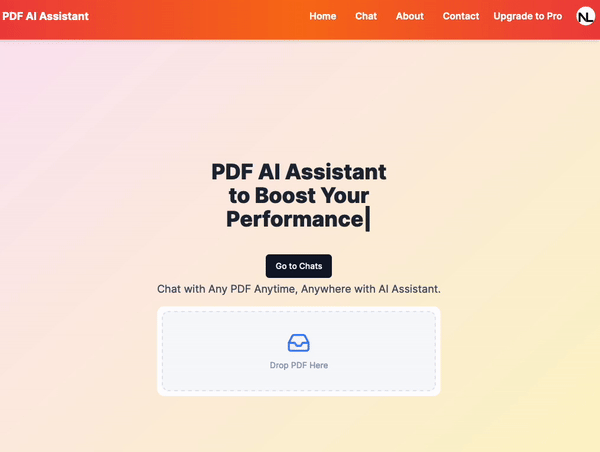 PDF AI Assistant
Home Chat About Contact Upgrade to Pro NL
PDF AI Assistant
to Boost Your
Performance
Go to Chats
Chat with Any PDF Anytime, Anywhere with AI Assistant.
Drop PDF Here